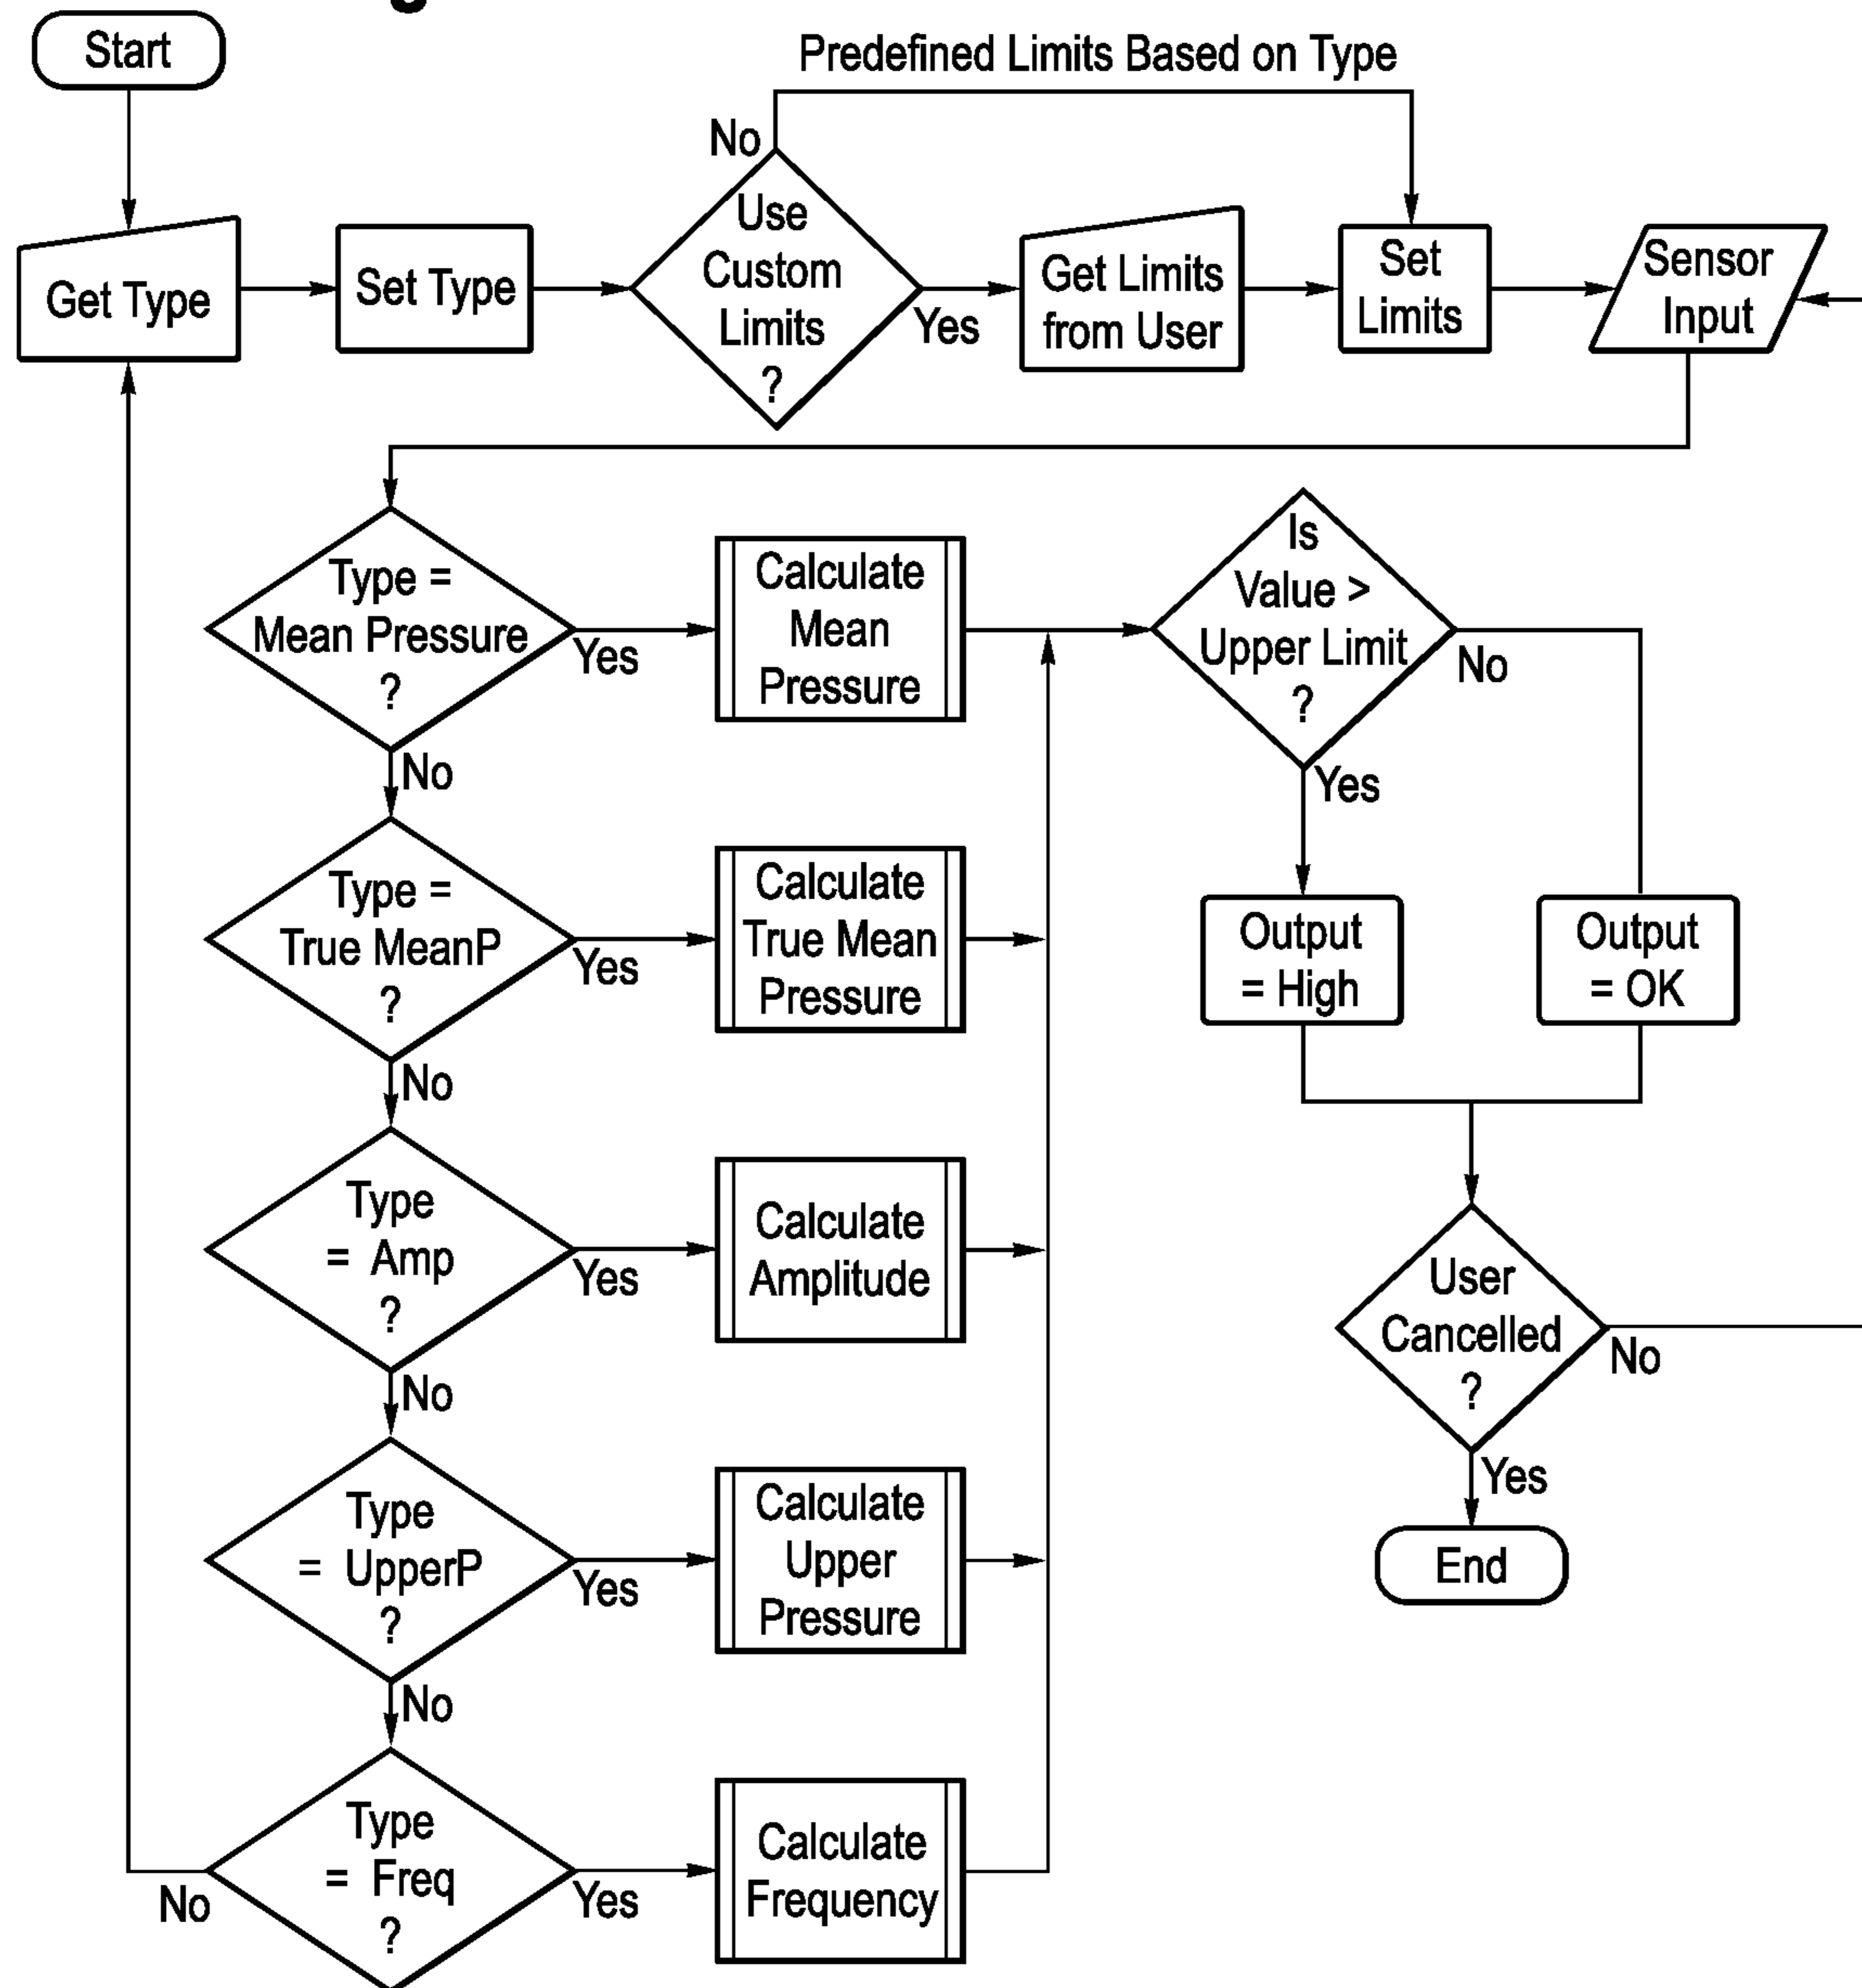 Start
Predefined Limits Based on Type
No
Get Type
Set Type
Use
Custom
Limits
?
Yes
Get Limits
from User
Set
Limits
Sensor
Input
Type =
Mean Pressure
?
Yes
No
Calculate
Mean
Pressure
Is
Value >
Upper Limit
?
No
Yes
Type =
True MeanP
?
Yes
No
Calculate
True Mean
Pressure
Output
= High
Output
= OK
Type
= Amp
?
Yes
No
Calculate
Amplitude
User
Cancelled
?
No
Yes
End
Type
= UpperP
?
Yes
No
Calculate
Upper
Pressure
Type
= Freq
?
No
Yes
Calculate
Frequency